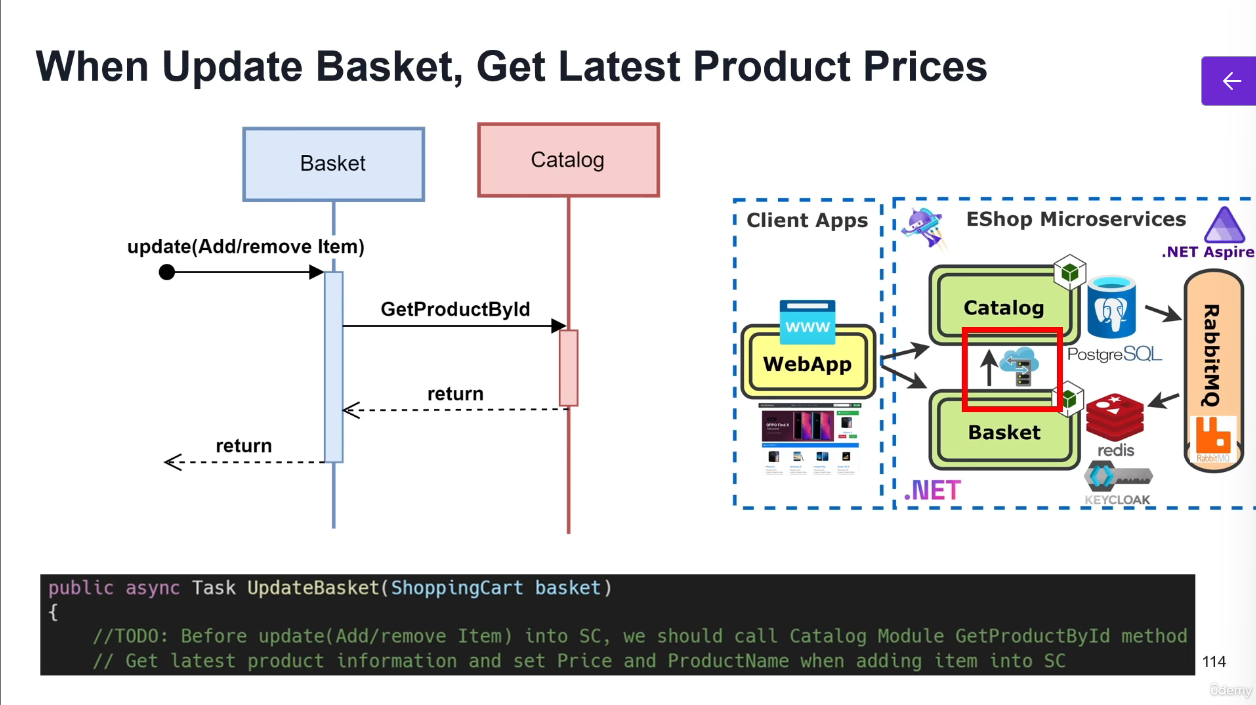 When Update Basket, Get Latest Product Prices
Basket
Catalog
update(Add/remove Item)
GetProductById
return
return
Client Apps
EShop Microservices
.NET Aspire
WWW
WebApp
Catalog
PostgreSQL
RabbitMQ
Basket
redis
RabbitMQ
.NET
KEYCLOAK
public async Task UpdateBasket(ShoppingCart basket)
{
//TODO: Before update(Add/remove Item) into SC, we should call Catalog Module GetProductById method
// Get latest product information and set Price and ProductName when adding item into SC
114
ûdemy